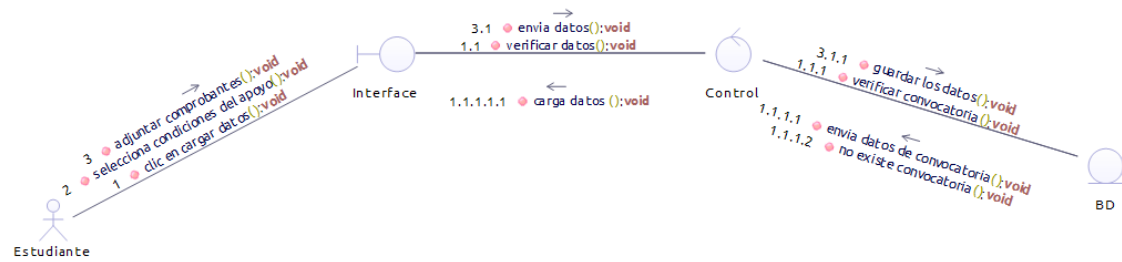 3.1 envia datos():void
1.1 verificar datos():void
3 adjuntar comprobantes():void
2 selecciona condiciones del apoyo():void
1 clic en cargar datos():void
Interface
1.1.1.1.1 carga datos ():void
Control
3.1.1 guardar los datos():void
1.1.1 verificar convocatoria():void
1.1.1.1 envia datos de convocatoria():void
1.1.1.2 no existe convocatoria():void
BD
Estudiante